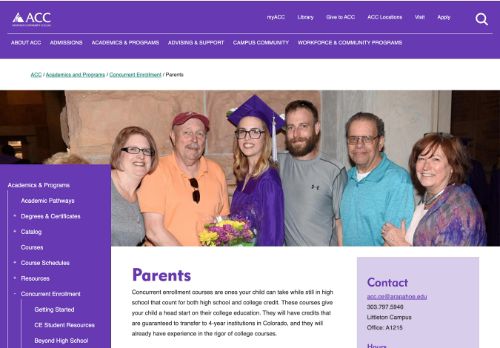 ACC
myACC Library Give to ACC ACC Locations Visit Apply
ABOUT ACC ADMISSIONS ACADEMICS & PROGRAMS ADVISING & SUPPORT CAMPUS COMMUNITY WORKFORCE & COMMUNITY PROGRAMS
ACC / Academics and Programs / Concurrent Enrollment / Parents
Academics & Programs
Academic Pathways
Degrees & Certificates
Catalog
Courses
Course Schedules
Resources
Concurrent Enrollment
Getting Started
CE Student Resources
Beyond High School
Parents
Concurrent enrollment courses are ones your child can take while still in high
school that count for both high school and college credit. These courses give
your child a head start on their college education. They will have credits that
are guaranteed to transfer to 4-year institutions in Colorado, and they will
already have experience in the rigor of college courses.
Contact
acc.ce@arapahoe.edu
303.797.5946
Littleton Campus
Office: A1215
Hours